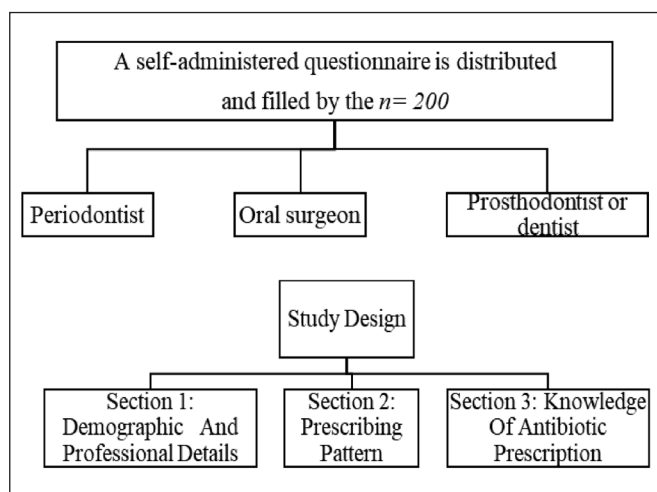 A self-administered questionnaire is distributed
and filled by the n= 200
Periodontist
Oral surgeon
Prosthodontist or
dentist
Study Design
Section 1:
Demographic And
Professional Details
Section 2:
Prescribing
Pattern
Section 3: Knowledge
Of Antibiotic
Prescription